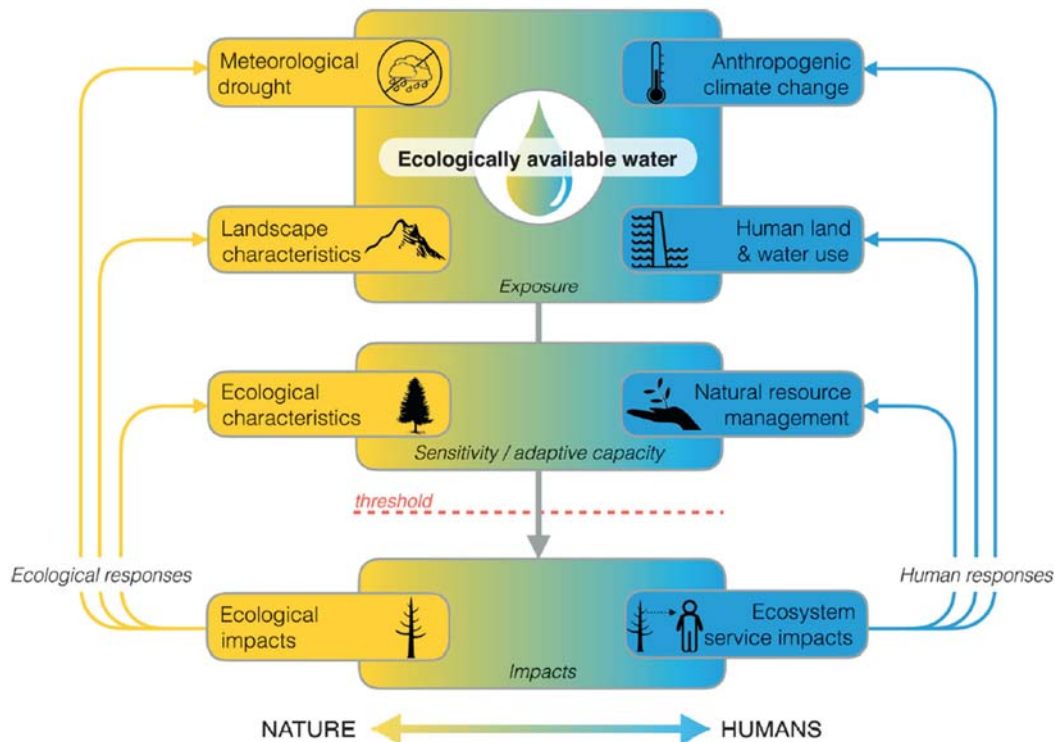 Meteorological
drought
Anthropogenic
climate change
Ecologically available water
Landscape
characteristics
Human land
& water use
Exposure
Ecological
characteristics
Natural resource
management
Sensitivity / adaptive capacity
threshold
Ecological responses
Human responses
Ecological
impacts
Ecosystem
service impacts
Impacts
NATURE
HUMANS